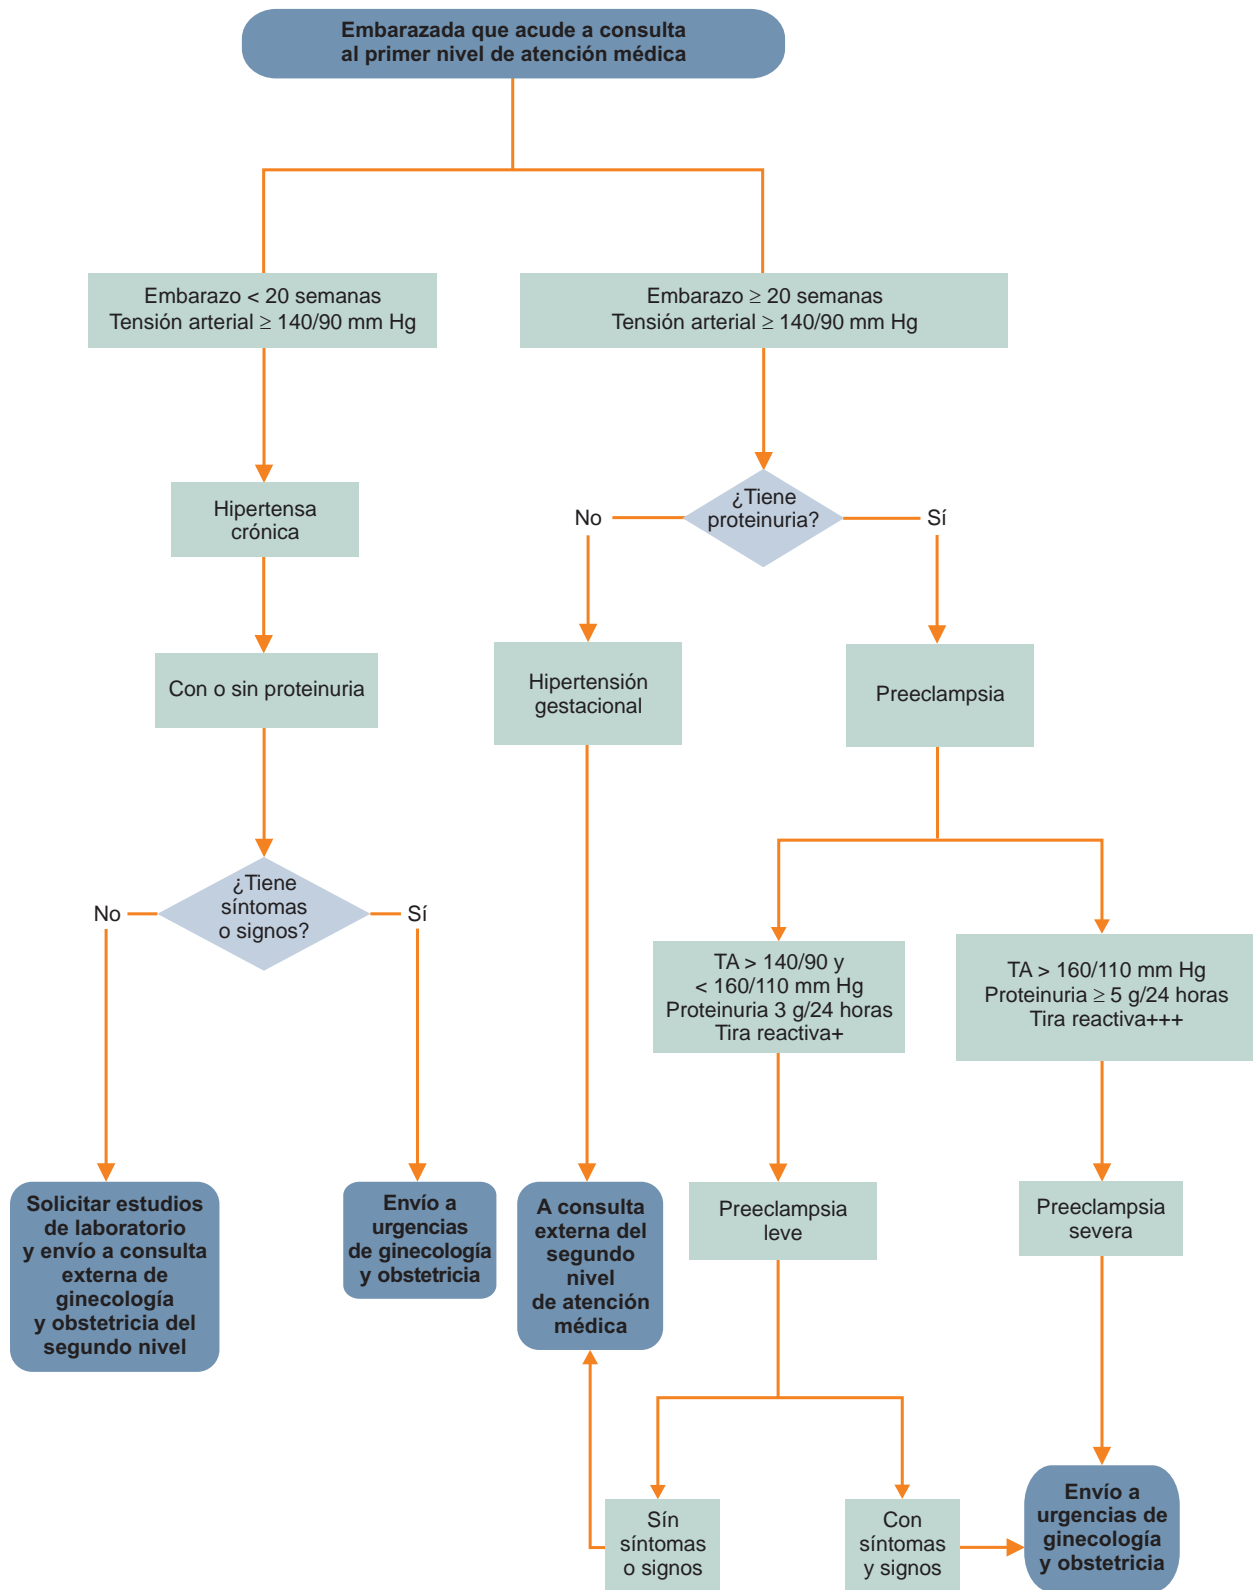 Embarazada que acude a consulta
al primer nivel de atención médica
Embarazo < 20 semanas
Tensión arterial ≥ 140/90 mm Hg
Embarazo ≥ 20 semanas
Tensión arterial ≥ 140/90 mm Hg
Hipertensa
crónica
¿Tiene
proteinuria?
No
Sí
Con o sin proteinuria
Hipertensión
gestacional
Preeclampsia
¿Tiene
síntomas
o signos?
No
Sí
TA > 140/90 y
< 160/110 mm Hg
Proteinuria 3 g/24 horas
Tira reactiva+
TA > 160/110 mm Hg
Proteinuria ≥ 5 g/24 horas
Tira reactiva+++
Solicitar estudios
de laboratorio
y envío a consulta
externa de
ginecología
y obstetricia del
segundo nivel
Envío a
urgencias
de ginecología
y obstetricia
A consulta
externa del
segundo
nivel
de atención
médica
Preeclampsia
leve
Preeclampsia
severa
Sín
síntomas
o signos
Con
síntomas
y signos
Envío a
urgencias de
ginecología
y obstetricia